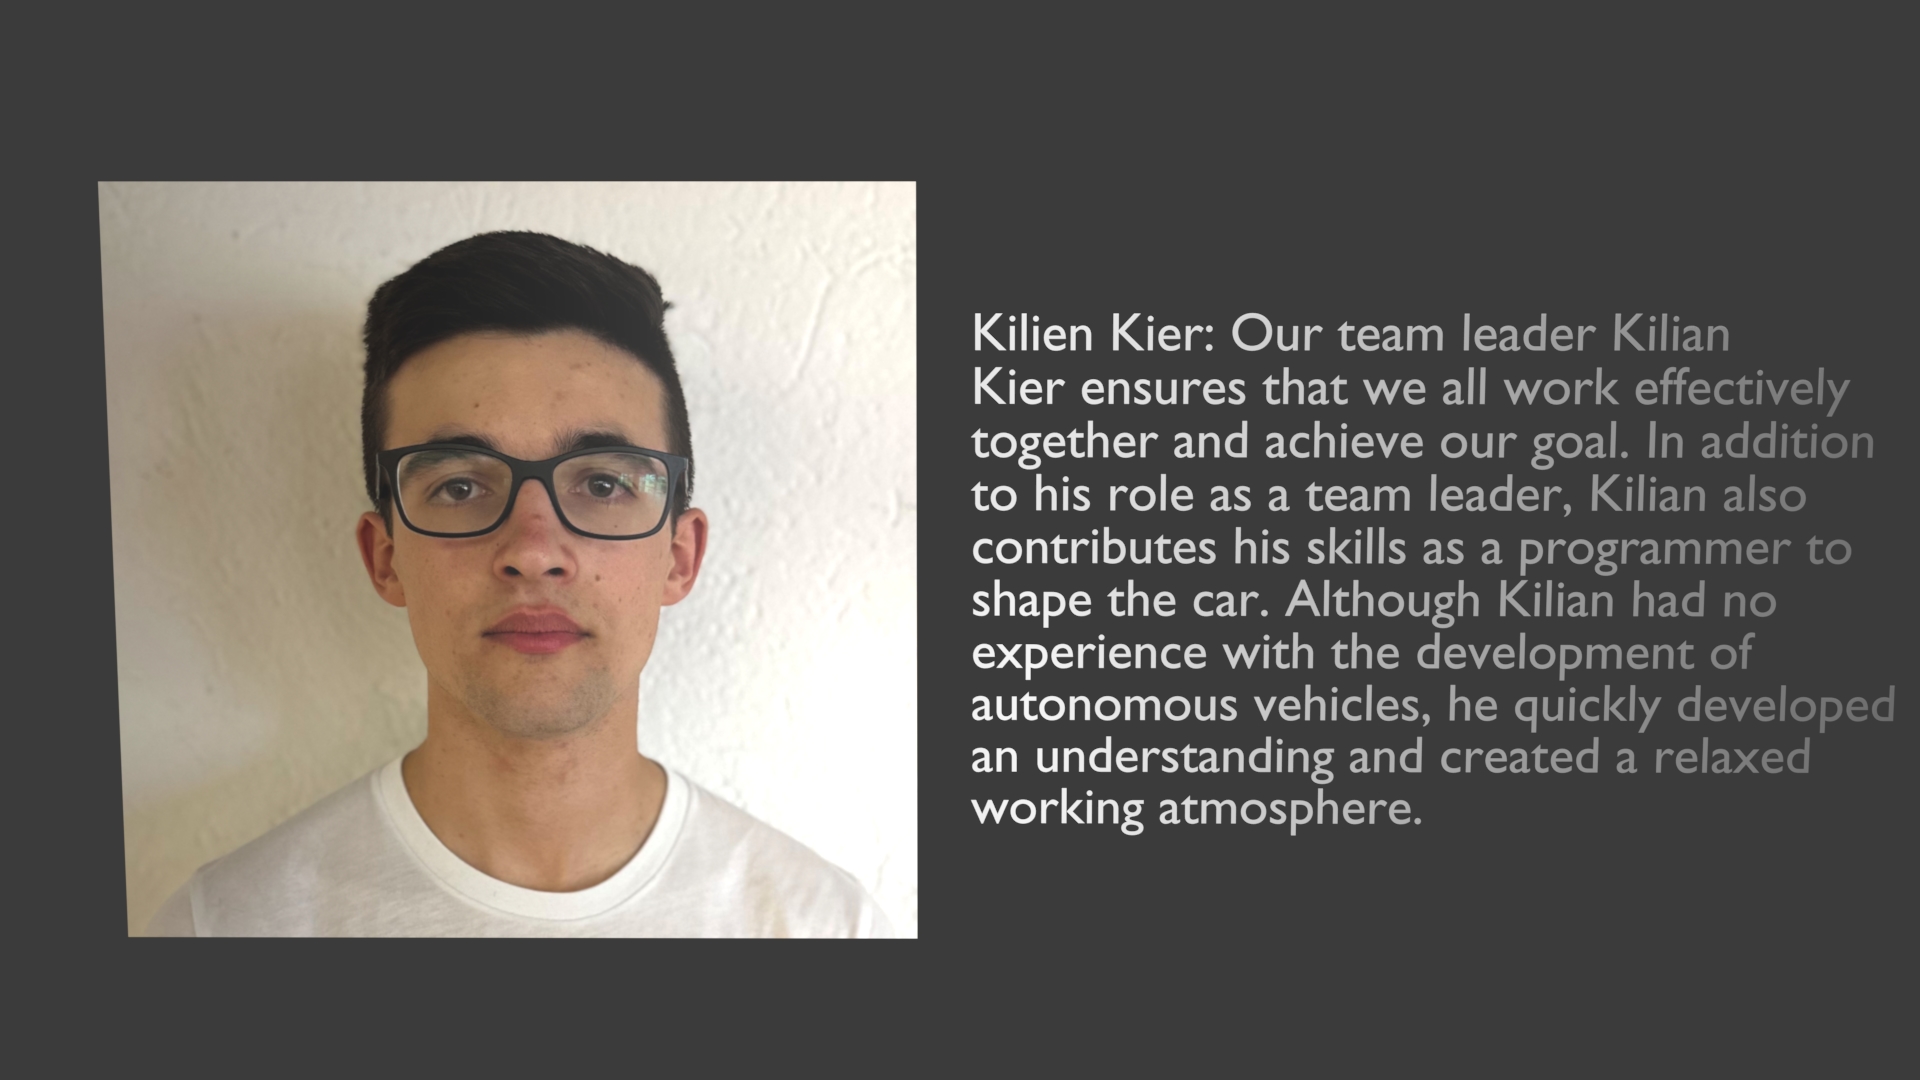 Kilien Kier: Our team leader Kilian
Kier ensures that we all work effectively
together and achieve our goal. In addition
to his role as a team leader, Kilian also
contributes his skills as a programmer to
shape the car. Although Kilian had no
experience with the development of
autonomous vehicles, he quickly developed
an understanding and created a relaxed
working atmosphere.